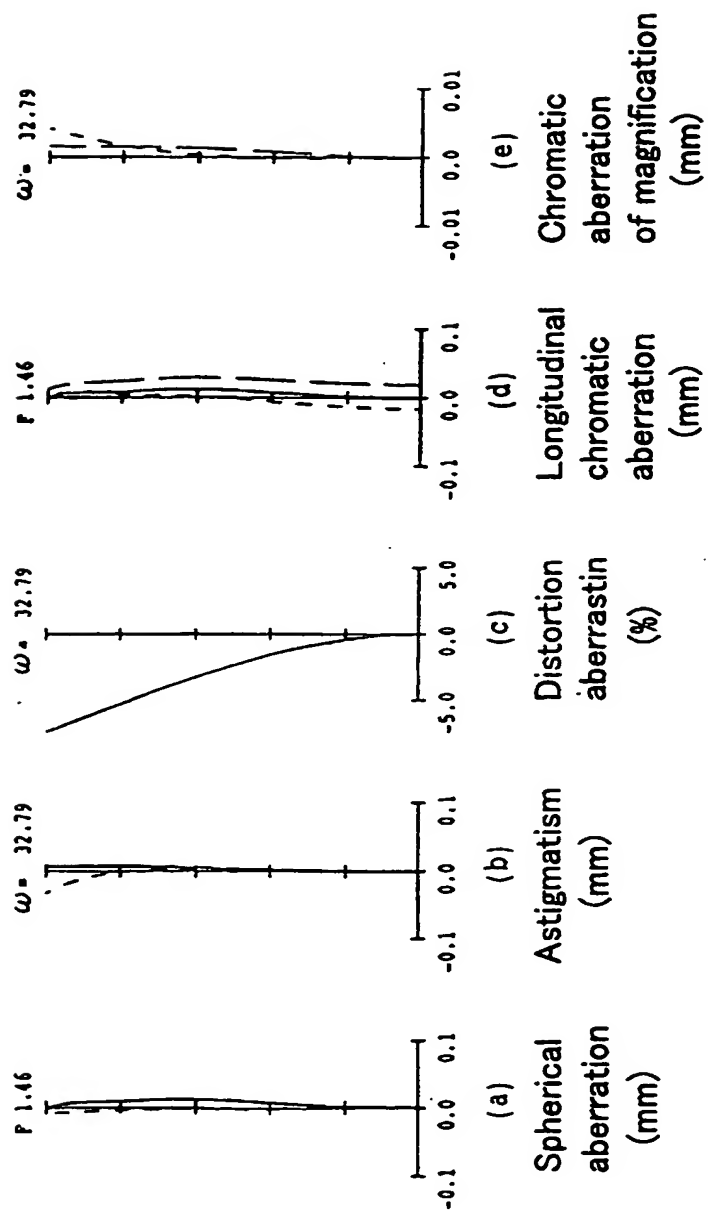 F 1.46
-0.1 0.0 0.1
(a)
Spherical
aberration
(mm)
ω= 32.79
-0.1 0.0 0.1
(b)
Astigmatism
(mm)
ω= 32.79
-5.0 0.0 5.0
(c)
Distortion
aberrastin
(%)
F 1.46
-0.1 0.0 0.1
(d)
Longitudinal
chromatic
aberration
(mm)
ω= 32.79
-0.01 0.0 0.01
(e)
Chromatic
aberration
of magnification
(mm)